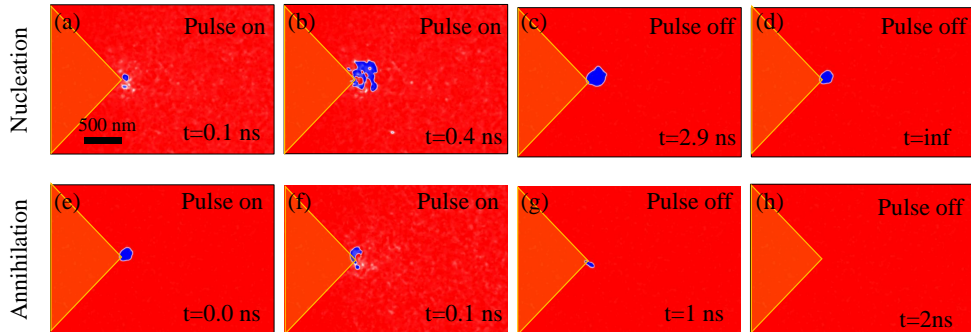 Nucleation
(a) Pulse on
500 nm
t=0.1 ns
(b) Pulse on
t=0.4 ns
(c) Pulse off
t=2.9 ns
(d) Pulse off
t=inf
Annihilation
(e) Pulse on
t=0.0 ns
(f) Pulse on
t=0.1 ns
(g) Pulse off
t=1 ns
(h) Pulse off
t=2ns